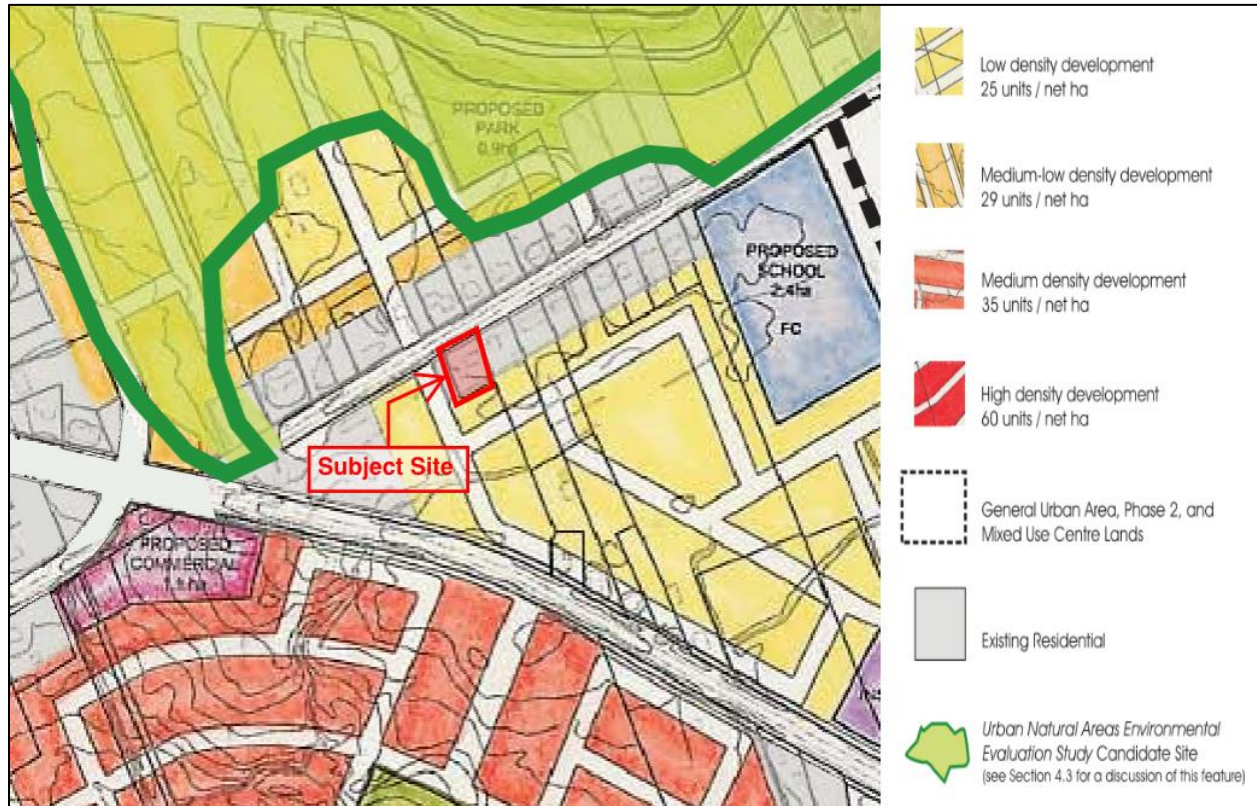 PROPOSED
PARK
0.9ha
PROPOSED
SCHOOL
2.4ha
FC
Subject Site
PROPOSED
COMMERCIAL
Low density development
25 units / net ha
Medium-low density development
29 units / net ha
Medium density development
35 units / net ha
High density development
60 units / net ha
General Urban Area, Phase 2, and
Mixed Use Centre Lands
Existing Residential
Urban Natural Areas Environmental
Evaluation Study Candidate Site
(see Section 4.3 for a discussion of this feature)